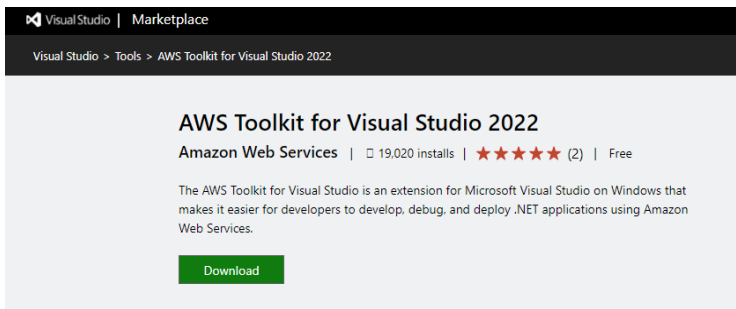 Visual Studio | Marketplace
Visual Studio > Tools > AWS Toolkit for Visual Studio 2022
AWS Toolkit for Visual Studio 2022
Amazon Web Services | 19,020 installs | ★★★★★ (2) | Free
The AWS Toolkit for Visual Studio is an extension for Microsoft Visual Studio on Windows that
makes it easier for developers to develop, debug, and deploy .NET applications using Amazon
Web Services.
Download